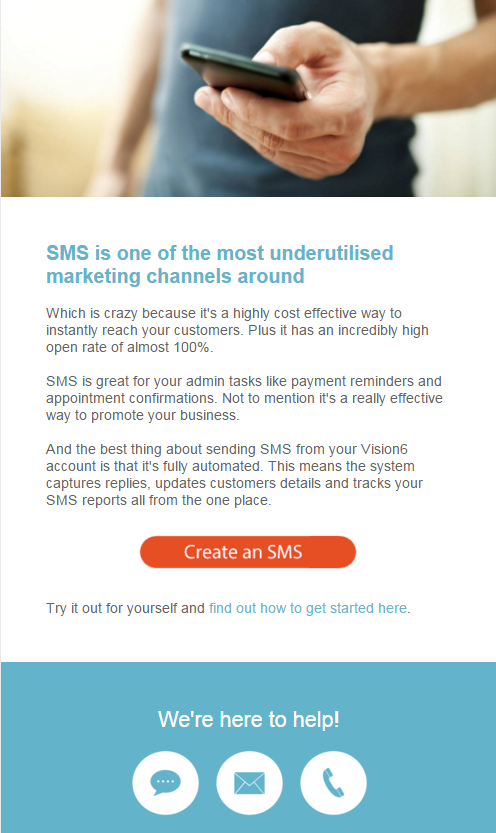 SMS is one of the most underutilised
marketing channels around
Which is crazy because it's a highly cost effective way to
instantly reach your customers. Plus it has an incredibly high
open rate of almost 100%.
SMS is great for your admin tasks like payment reminders and
appointment confirmations. Not to mention it's a really effective
way to promote your business.
And the best thing about sending SMS from your Vision6
account is that it's fully automated. This means the system
captures replies, updates customers details and tracks your
SMS reports all from the one place.
Create an SMS
Try it out for yourself and find out how to get started here.
We're here to help!